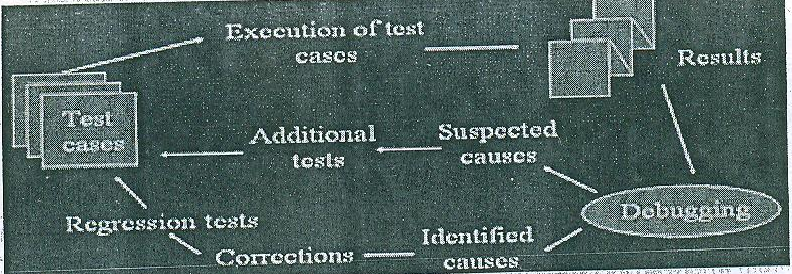 Execution of test
cases
Results
Test
cases
Additional
tests
Suspected
causes
Debugging
Regression tests
Identified
causes
Corrections